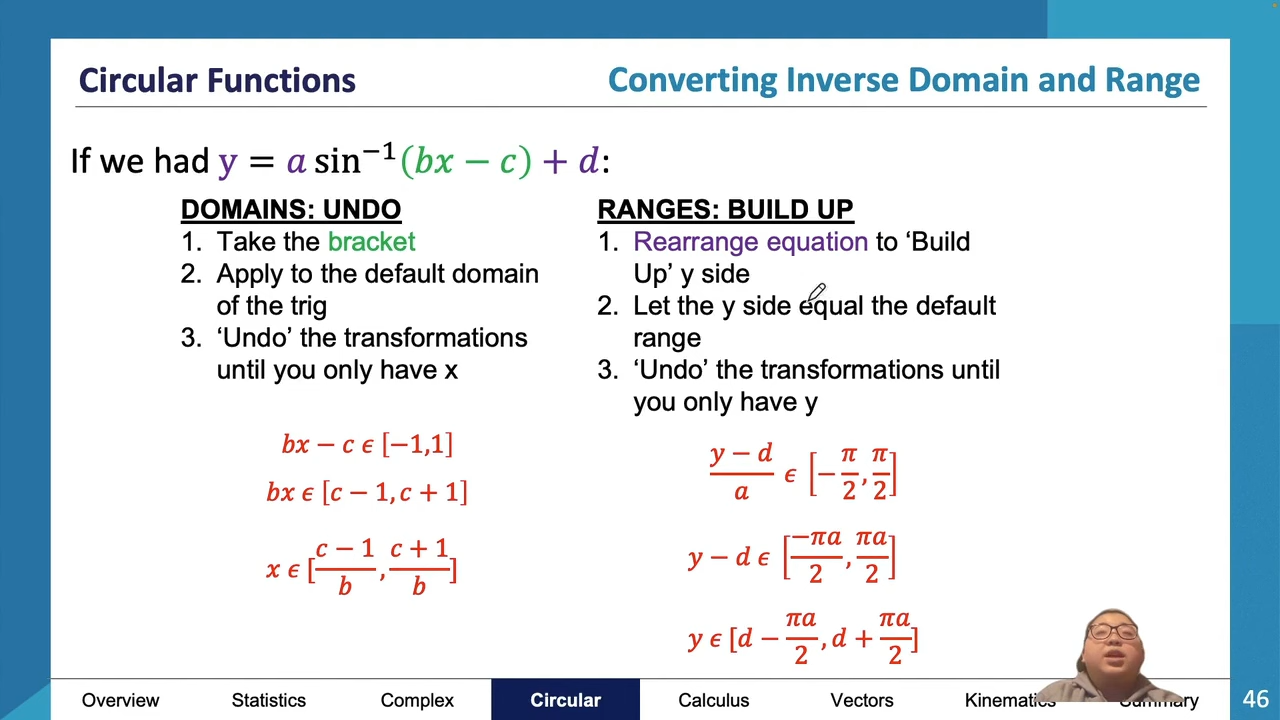 Circular Functions
Converting Inverse Domain and Range
If we had y = a sin⁻¹(bx − c) + d:
DOMAINS: UNDO
1. Take the bracket
2. Apply to the default domain
of the trig
3. ‘Undo’ the transformations
until you only have x
bx − c ϵ [−1,1]
bx ϵ [c − 1, c + 1]
x ϵ [(c − 1)/b, (c + 1)/b]
RANGES: BUILD UP
1. Rearrange equation to ‘Build
Up’ y side
2. Let the y side equal the default
range
3. ‘Undo’ the transformations until
you only have y
(y − d)/a ϵ [−π/2, π/2]
y − d ϵ [−πa/2, πa/2]
y ϵ [d − πa/2, d + πa/2]
Overview
Statistics
Complex
Circular
Calculus
Vectors
Kinematics
Summary
46